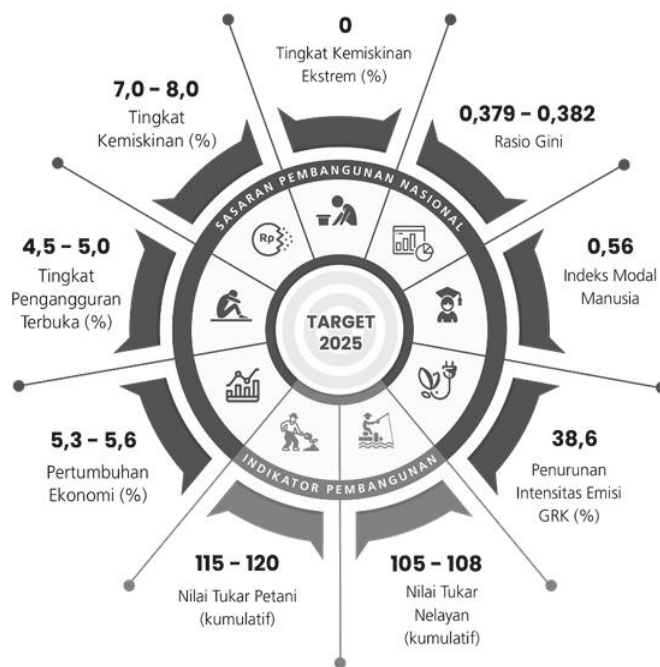 0
Tingkat Kemiskinan
Ekstrem (%)
0,379 – 0,382
Rasio Gini
0,56
Indeks Modal
Manusia
38,6
Penurunan
Intensitas Emisi
GRK (%)
105 – 108
Nilai Tukar
Nelayan
(kumulatif)
115 – 120
Nilai Tukar Petani
(kumulatif)
5,3 – 5,6
Pertumbuhan
Ekonomi (%)
4,5 – 5,0
Tingkat
Pengangguran
Terbuka (%)
7,0 – 8,0
Tingkat
Kemiskinan (%)
SASARAN PEMBANGUNAN NASIONAL
Rp
TARGET
2025
INDIKATOR PEMBANGUNAN